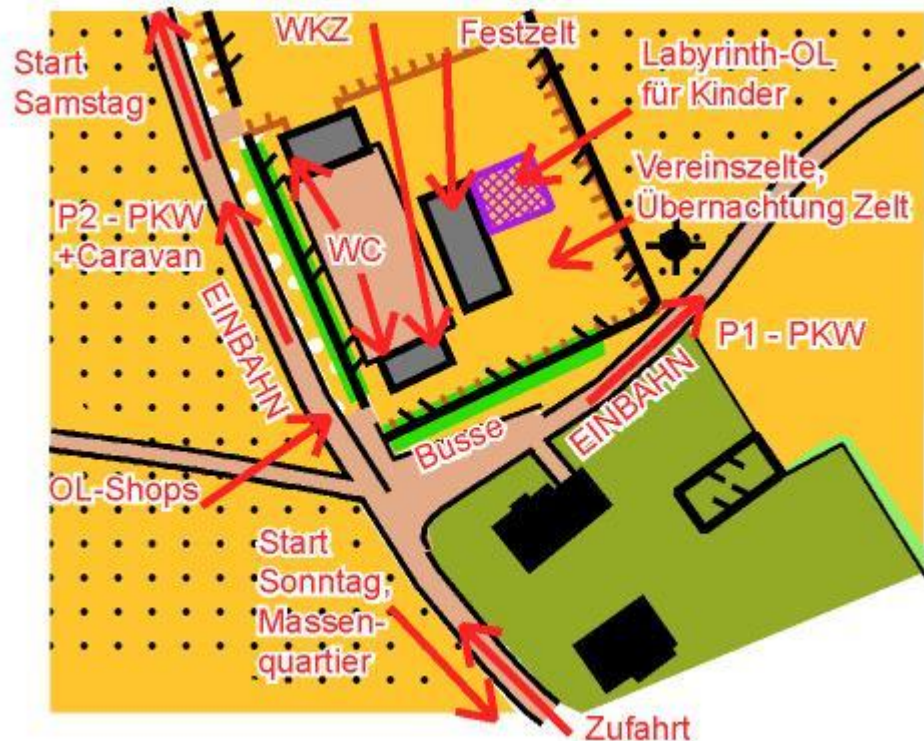 WKZ
Festzelt
Start
Samstag
Labyrinth-OL
für Kinder
Vereinszelte,
Übernachtung Zelt
P2 - PKW
+Caravan
WC
EINBAHN
P1 - PKW
EINBAHN
Busse
OL-Shops
Start
Sonntag,
Massen-
quartier
Zufahrt